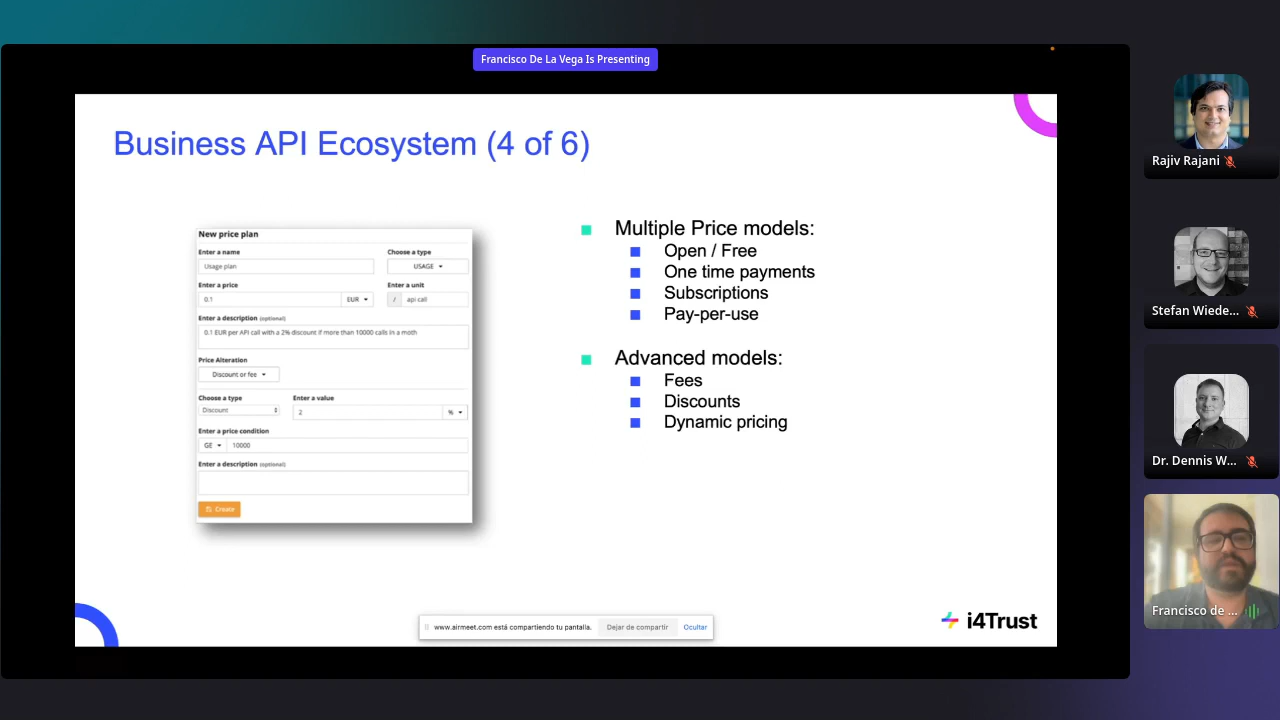 Francisco De La Vega Is Presenting
Business API Ecosystem (4 of 6)
New price plan
Enter a name
Choose a type
Usage plan
USAGE
Enter a price
Enter a unit
0.1
EUR
/
api call
Enter a description (optional)
0.1 EUR per API call with a 2% discount if more than 10000 calls in a moth
Price Alteration
Discount or fee
Choose a type
Enter a value
Discount
2
%
Enter a price condition
GE
10000
Enter a description (optional)
Create
Multiple Price models:
Open / Free
One time payments
Subscriptions
Pay-per-use
Advanced models:
Fees
Discounts
Dynamic pricing
www.airmeet.com está compartiendo tu pantalla.
Dejar de compartir
Ocultar
i4Trust
Rajiv Rajani
Stefan Wiede...
Dr. Dennis W...
Francisco de ...